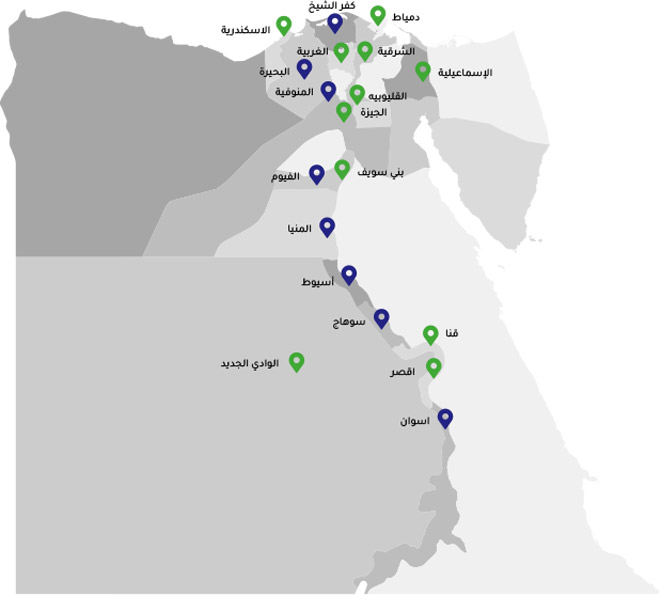 كفر الشيخ
دمياط
الاسكندرية
الشرقية
الغربية
الإسماعيلية
البحيرة
المنوفية
القليوبيه
الجيزة
بني سويف
الفيوم
المنيا
أسيوط
سوهاج
قنا
الوادي الجديد
اقصر
اسوان